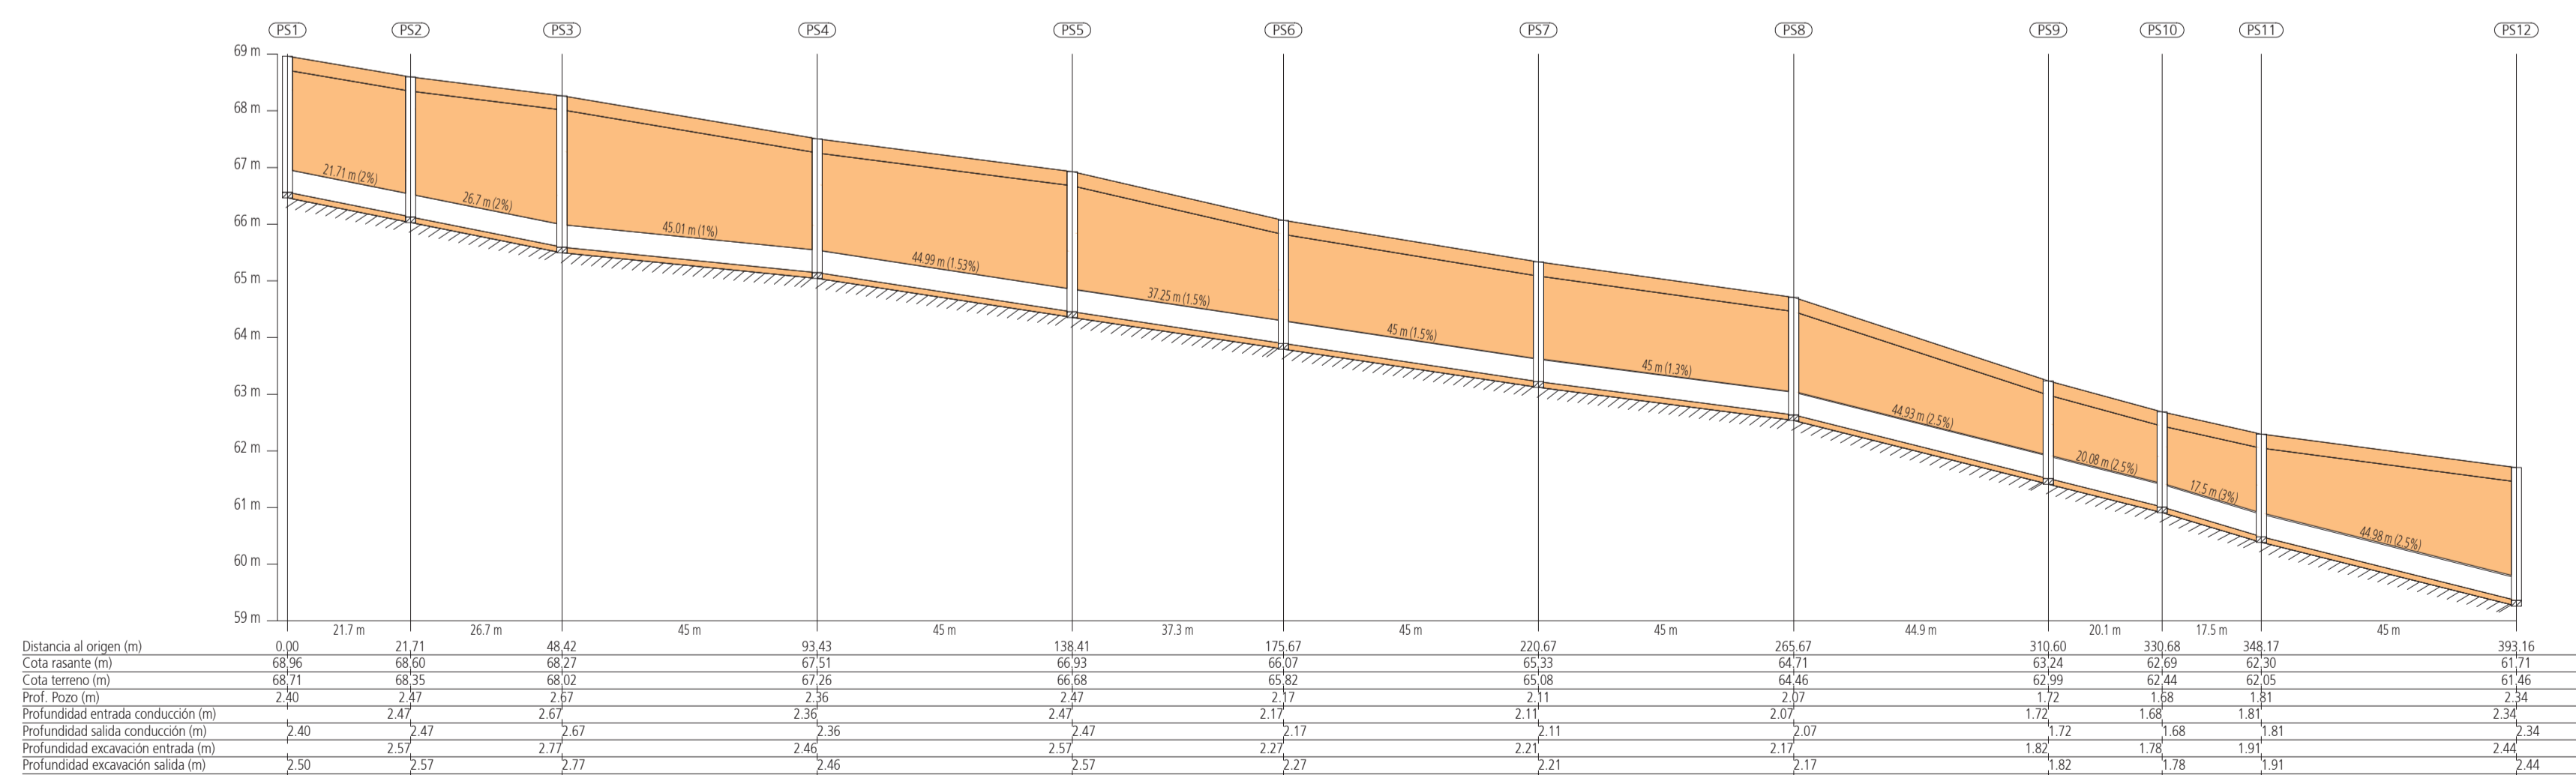 PS1 PS2 PS3 PS4 PS5 PS6 PS7 PS8 PS9 PS10 PS11 PS12
69 m
68 m
67 m
66 m
65 m
64 m
63 m
62 m
61 m
60 m
59 m
21.71 m (2%)
26.7 m (2%)
45.01 m (1%)
44.99 m (1.53%)
37.25 m (1.5%)
45 m (1.5%)
45 m (1.3%)
44.93 m (2.5%)
20.08 m (2.5%)
17.5 m (3%)
44.98 m (2.5%)
21.7 m 26.7 m 45 m 45 m 37.3 m 45 m 45 m 44.9 m 20.1 m 17.5 m 45 m
Distancia al origen (m) 0.00 21.71 48.42 93.43 138.41 175.67 220.67 265.67 310.60 330.68 348.17 393.16
Cota rasante (m) 68.96 68.60 68.27 67.51 66.93 66.07 65.33 64.71 63.24 62.69 62.30 61.71
Cota terreno (m) 68.71 68.35 68.02 67.26 66.68 65.82 65.08 64.46 62.99 62.44 62.05 61.46
Prof. Pozo (m) 2.40 2.47 2.67 2.36 2.47 2.17 2.11 2.07 1.72 1.68 1.81 2.34
Profundidad entrada conducción (m) 2.47 2.67 2.36 2.47 2.17 2.11 2.07 1.72 1.68 1.81 2.34
Profundidad salida conducción (m) 2.40 2.47 2.67 2.36 2.47 2.17 2.11 2.07 1.72 1.68 1.81 2.34
Profundidad excavación entrada (m) 2.57 2.77 2.46 2.57 2.27 2.21 2.17 1.82 1.78 1.91 2.44
Profundidad excavación salida (m) 2.50 2.57 2.77 2.46 2.57 2.27 2.21 2.17 1.82 1.78 1.91 2.44